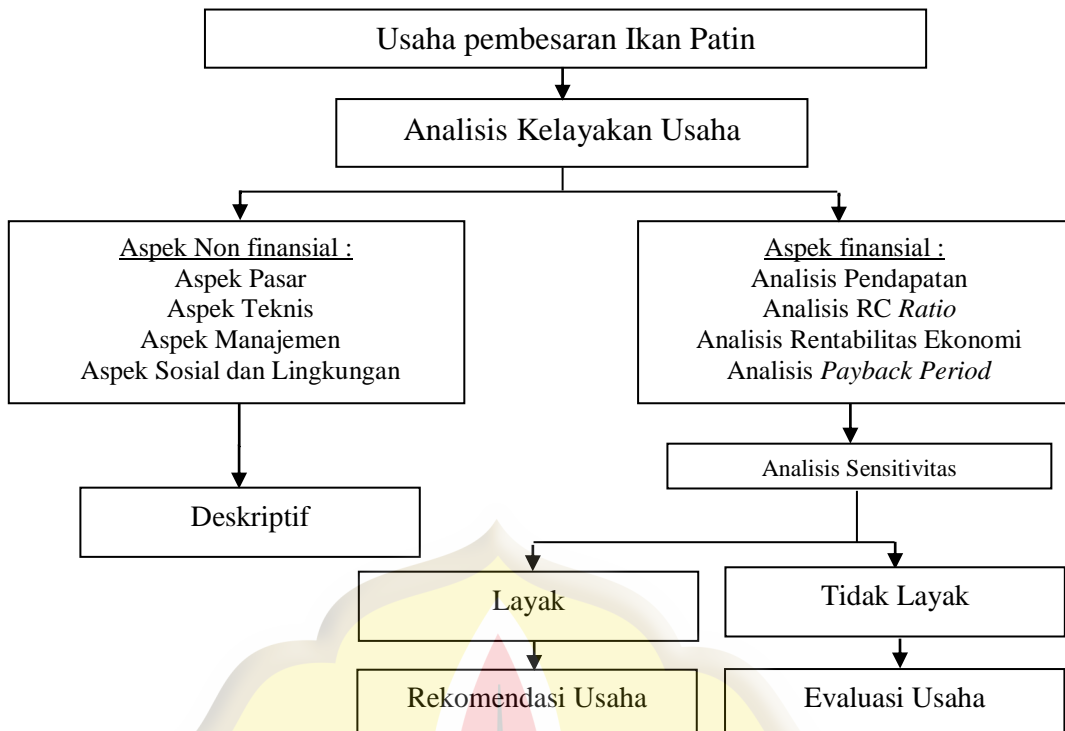 Usaha pembesaran Ikan Patin
Analisis Kelayakan Usaha
Aspek Non finansial :
Aspek Pasar
Aspek Teknis
Aspek Manajemen
Aspek Sosial dan Lingkungan
Aspek finansial :
Analisis Pendapatan
Analisis RC Ratio
Analisis Rentabilitas Ekonomi
Analisis Payback Period
Analisis Sensitivitas
Deskriptif
Layak
Tidak Layak
Rekomendasi Usaha
Evaluasi Usaha